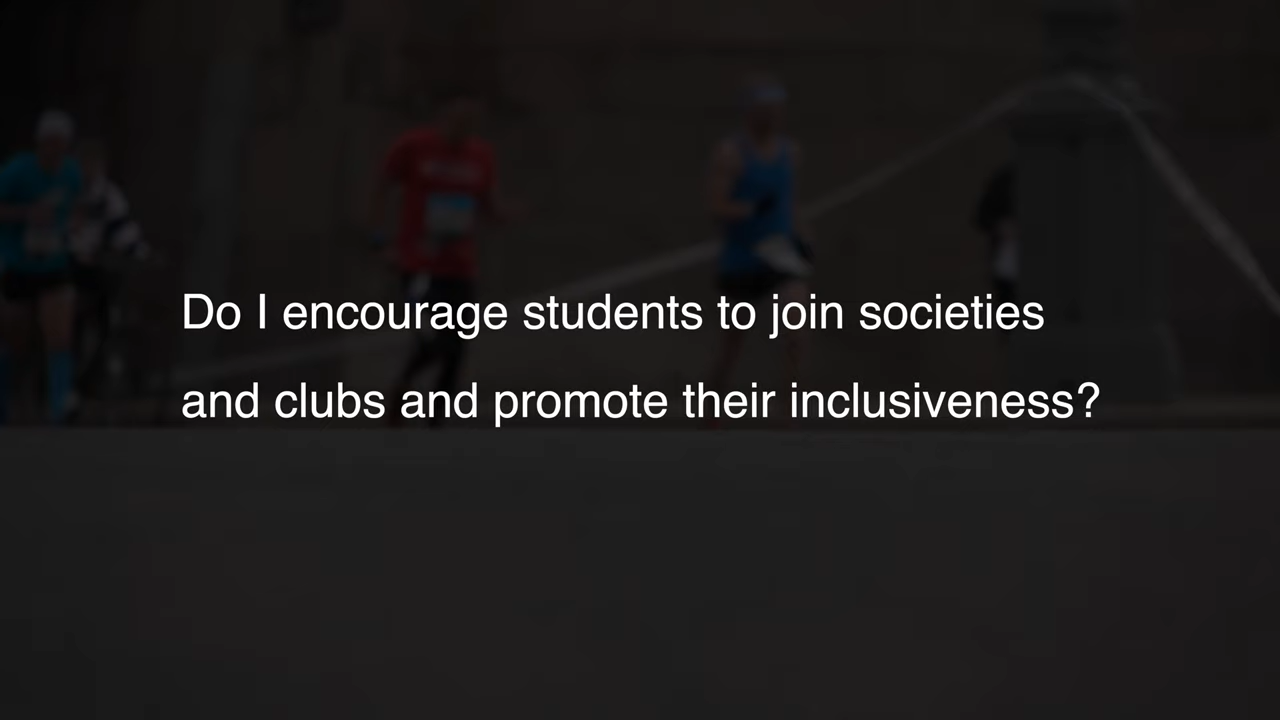 Do I encourage students to join societies
and clubs and promote their inclusiveness?